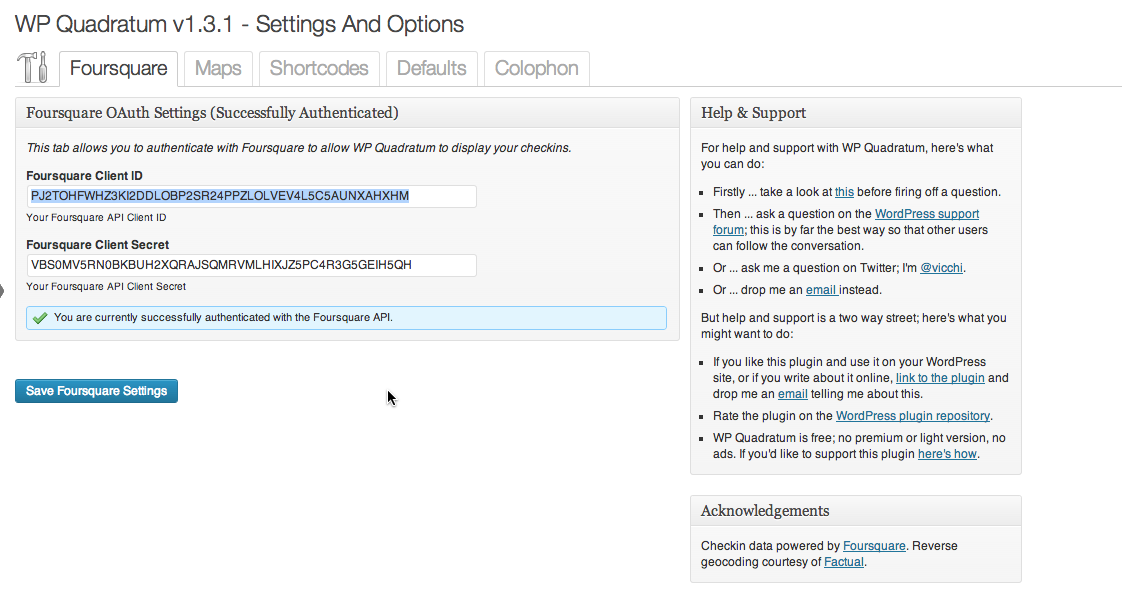 WP Quadratum v1.3.1 - Settings And Options
Foursquare
Maps
Shortcodes
Defaults
Colophon
Foursquare OAuth Settings (Successfully Authenticated)
This tab allows you to authenticate with Foursquare to allow WP Quadratum to display your checkins.
Foursquare Client ID
PJ2TOHFWHZ3KI2DDLOBP2SR24PPZLOLVEV4L5C5AUNXAHXHM
Your Foursquare API Client ID
Foursquare Client Secret
VBS0MV5RN0BKBUH2XQRAJSQMRVMLHIXJZ5PC4R3G5GEIH5QH
Your Foursquare API Client Secret
You are currently successfully authenticated with the Foursquare API.
Save Foursquare Settings
Help & Support
For help and support with WP Quadratum, here's what
you can do:
Firstly ... take a look at this before firing off a question.
Then ... ask a question on the WordPress support
forum; this is by far the best way so that other users
can follow the conversation.
Or ... ask me a question on Twitter; I'm @vicchi.
Or ... drop me an email instead.
But help and support is a two way street; here's what you
might want to do:
If you like this plugin and use it on your WordPress
site, or if you write about it online, link to the plugin and
drop me an email telling me about this.
Rate the plugin on the WordPress plugin repository.
WP Quadratum is free; no premium or light version, no
ads. If you'd like to support this plugin here's how.
Acknowledgements
Checkin data powered by Foursquare. Reverse
geocoding courtesy of Factual.